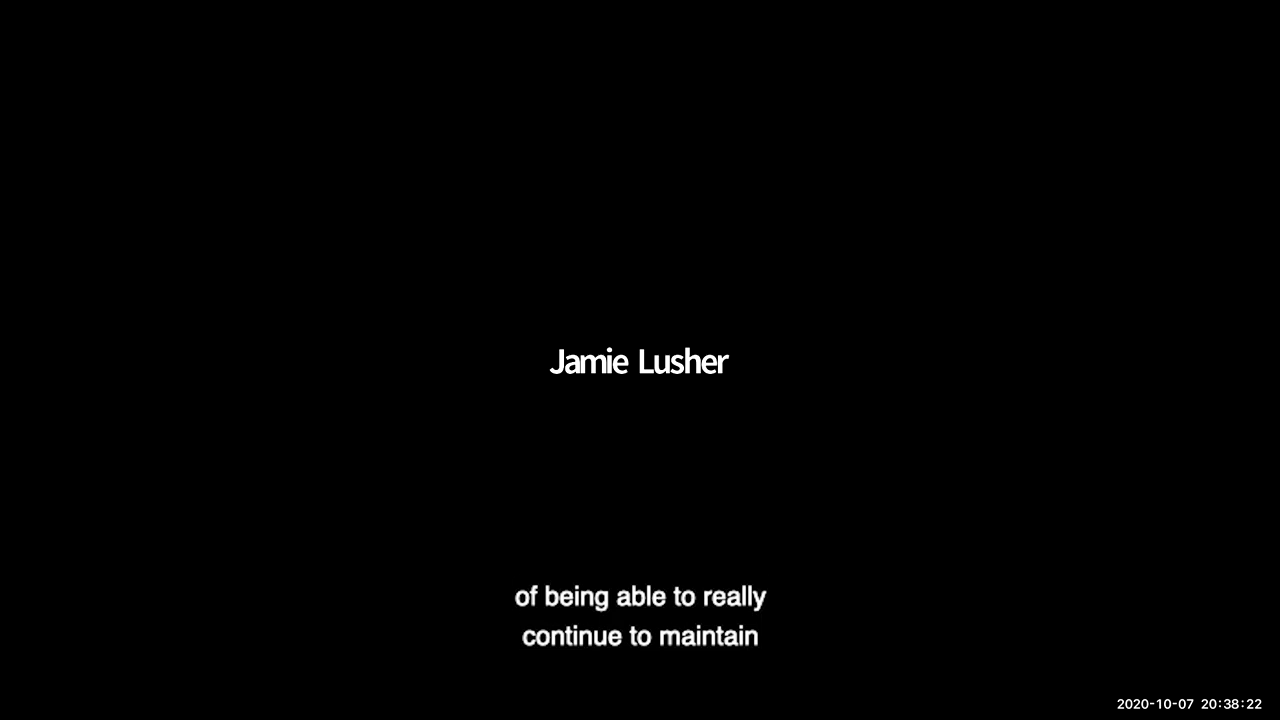 Jamie Lusher
of being able to really
continue to maintain
2020-10-07 20:38:22